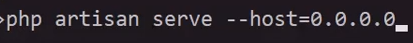 ›php artisan serve --host=0.0.0.0